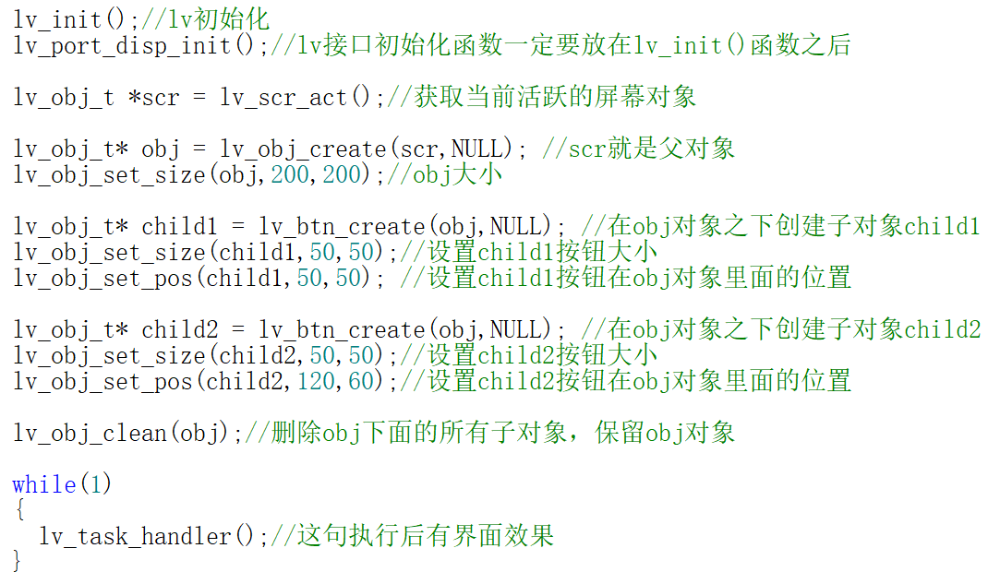 lv_init();//lv初始化
lv_port_disp_init();//lv接口初始化函数一定要放在lv_init()函数之后
lv_obj_t *scr = lv_scr_act();//获取当前活跃的屏幕对象
lv_obj_t* obj = lv_obj_create(scr,NULL); //scr就是父对象
lv_obj_set_size(obj,200,200);//obj大小
lv_obj_t* child1 = lv_btn_create(obj,NULL); //在obj对象之下创建子对象child1
lv_obj_set_size(child1,50,50);//设置child1按钮大小
lv_obj_set_pos(child1,50,50); //设置child1按钮在obj对象里面的位置
lv_obj_t* child2 = lv_btn_create(obj,NULL); //在obj对象之下创建子对象child2
lv_obj_set_size(child2,50,50);//设置child2按钮大小
lv_obj_set_pos(child2,120,60);//设置child2按钮在obj对象里面的位置
lv_obj_clean(obj);//删除obj下面的所有子对象，保留obj对象
while(1)
{
  lv_task_handler();//这句执行后有界面效果
}